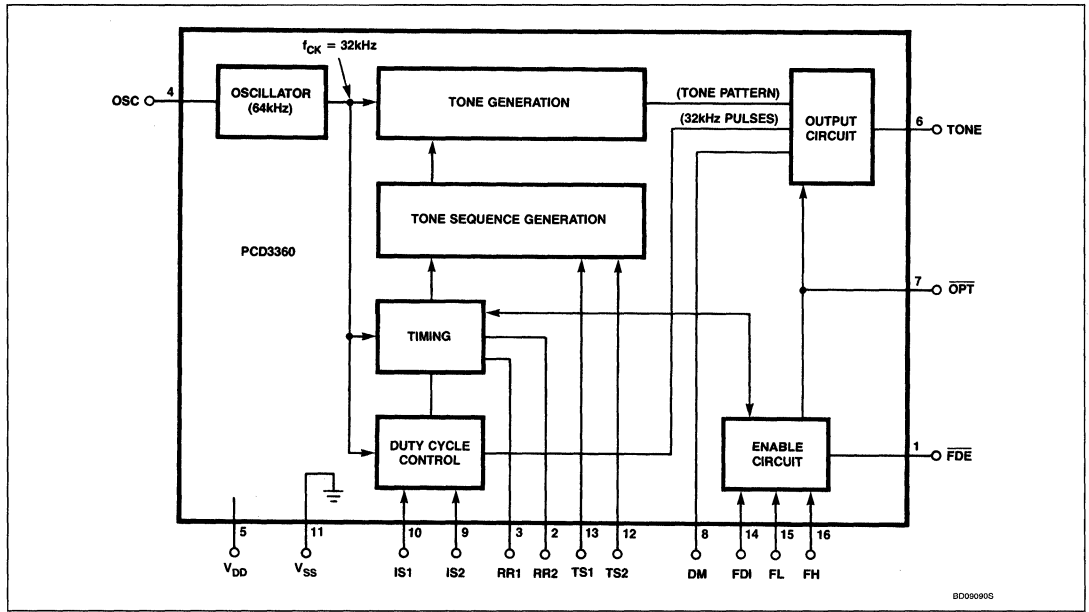 f_CK = 32kHz
OSC
4
OSCILLATOR
(64kHz)
TONE GENERATION
(TONE PATTERN)
(32kHz PULSES)
OUTPUT
CIRCUIT
6
TONE
TONE SEQUENCE GENERATION
PCD3360
7
O̅P̅T̅
TIMING
DUTY CYCLE
CONTROL
ENABLE
CIRCUIT
1
F̅D̅E̅
5
11
10
9
3
2
13
12
8
14
15
16
V_DD
V_SS
IS1
IS2
RR1
RR2
TS1
TS2
DM
FDI
FL
FH
BD09090S